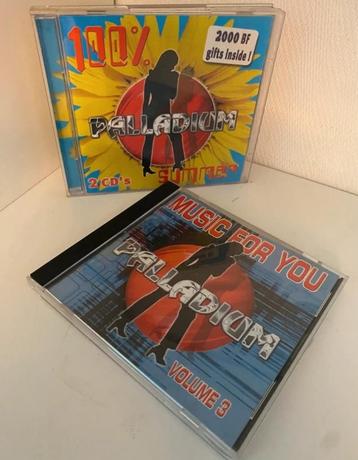 100%
2000 BF
gifts inside !
PALLADIUM
2 CD's
Summer
MUSIC FOR YOU
PALLADIUM
VOLUME 3